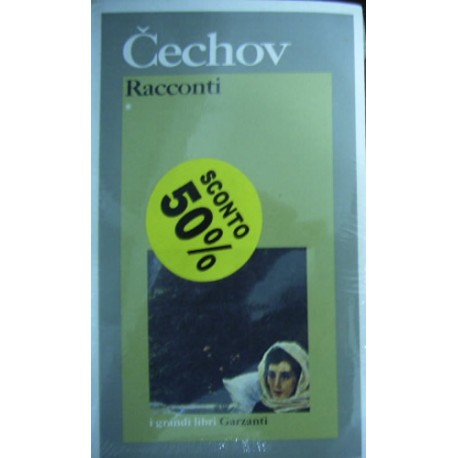 Čechov
Racconti
*
SCONTO
50%
i grandi libri Garzanti